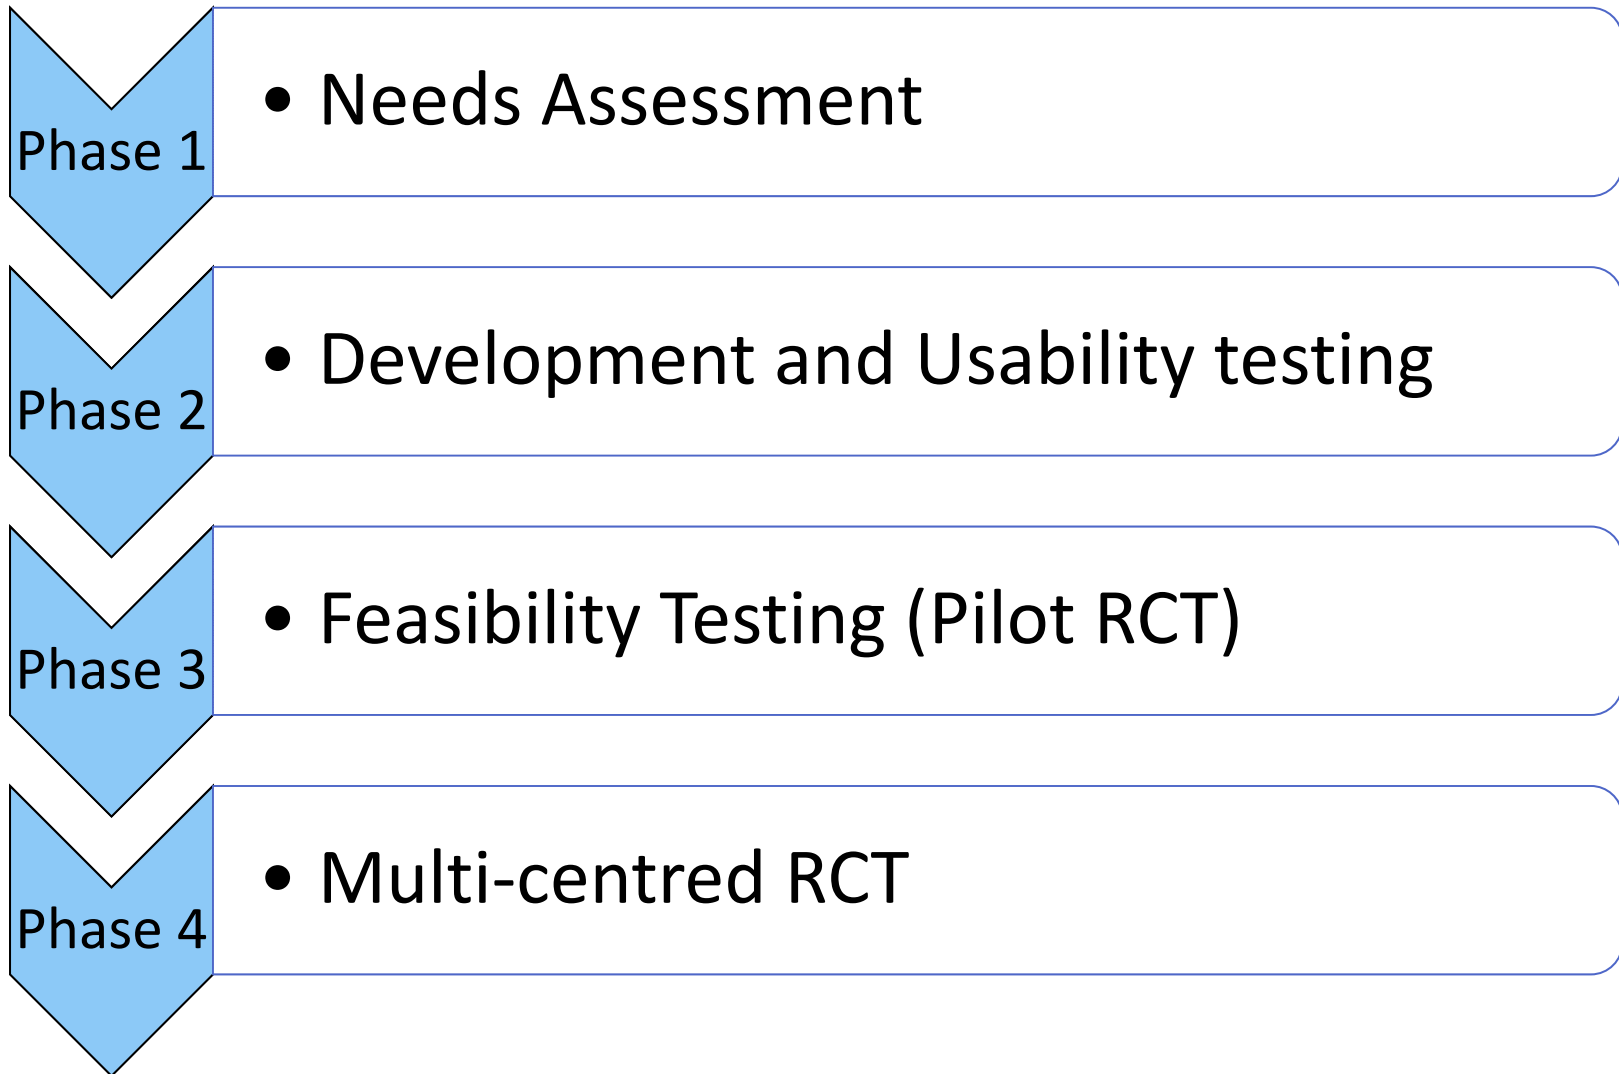 Phase 1
• Needs Assessment
Phase 2
• Development and Usability testing
Phase 3
• Feasibility Testing (Pilot RCT)
Phase 4
• Multi-centred RCT